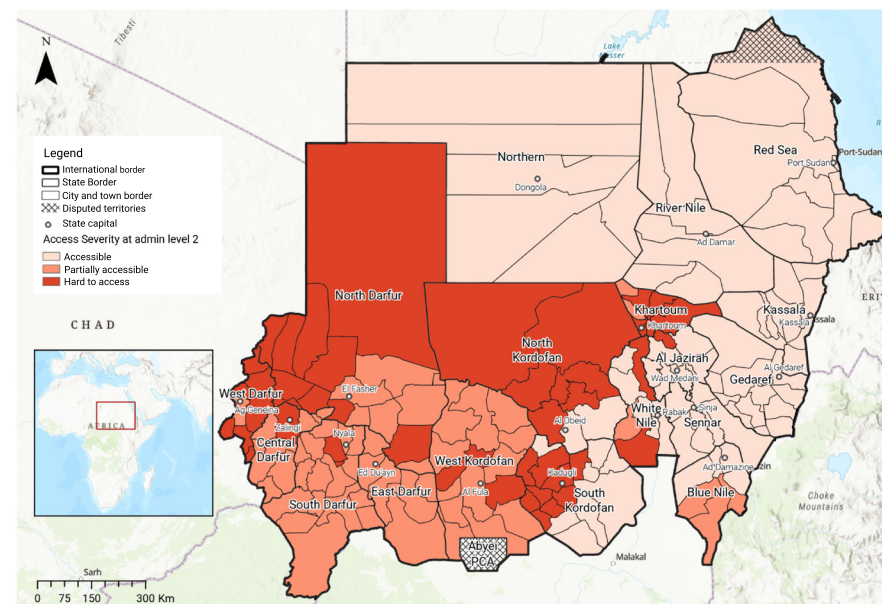 Tibesti
N
Lake
Nasser
Legend
International border
State Border
City and town border
Disputed territories
State capital
Access Severity at admin level 2
Accessible
Partially accessible
Hard to access
Northern
Dongola
Red Sea
Port Sudan
Port-Sudan
River Nile
Ad Damar
ERI
CHAD
North Darfur
Khartoum
Khartoum
Kassala
Kassala
ssala
North
Kordofan
Al Jazirah
Wad Medani
Al Gedaref
Gedaref
El Fasher
West Darfur
Ag Geneina
Zalingi
Central
Darfur
Nyala
Al Obeid
White
Nile
Rabak
Sinja
Sennar
Ed Du'ayn
West Kordofan
Kadugli
Ad Damazine
zin
Al Fula
East Darfur
South Darfur
South
Kordofan
Blue Nile
Choke
Mountains
AFRICA
Abyei
PCA
Malakal
Sarh
0 75 150 300 Km